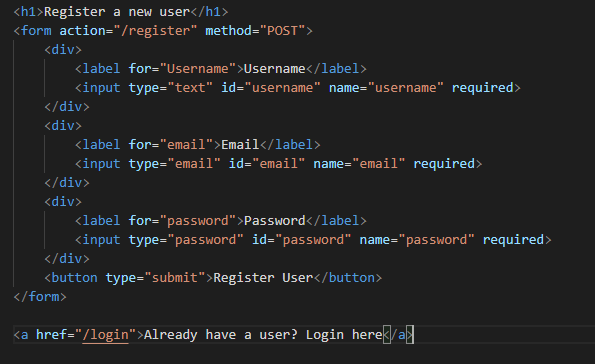 <h1>Register a new user</h1>
<form action="/register" method="POST">
    <div>
        <label for="Username">Username</label>
        <input type="text" id="username" name="username" required>
    </div>
    <div>
        <label for="email">Email</label>
        <input type="email" id="email" name="email" required>
    </div>
    <div>
        <label for="password">Password</label>
        <input type="password" id="password" name="password" required>
    </div>
    <button type="submit">Register User</button>
</form>

<a href="/login">Already have a user? Login here</a>